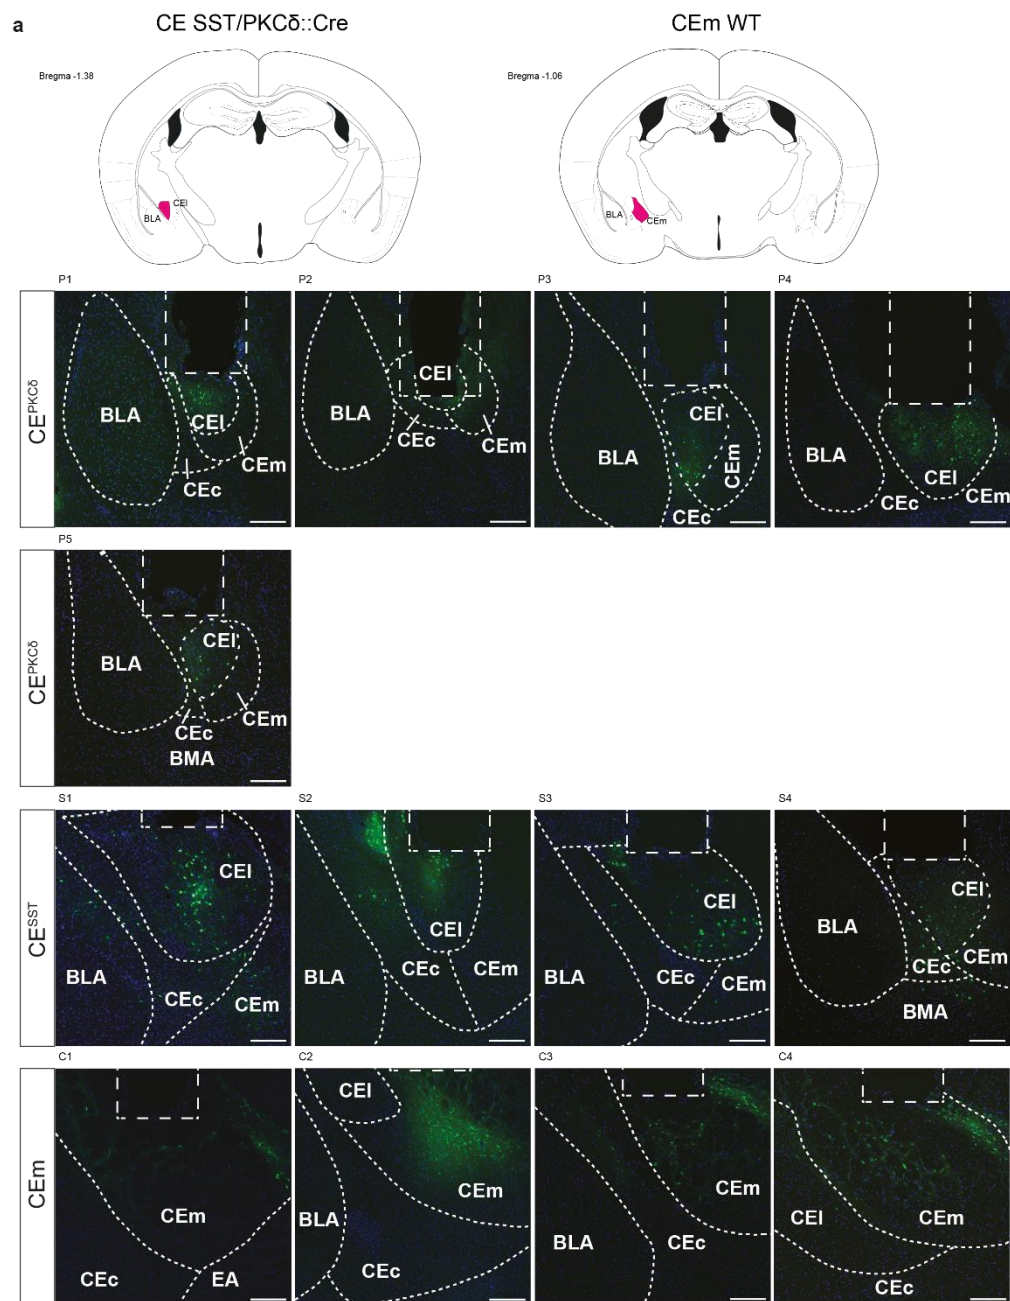 a
CE SST/PKCδ::Cre
CEm WT
Bregma -1.38
Bregma -1.06
CEl
BLA
BLA
CEm
P1
P2
P3
P4
CE^PKCδ
BLA
CEl
CEm
CEc
CEl
BLA
CEc
CEm
CEl
BLA
CEm
CEc
BLA
CEl
CEm
CEc
P5
CE^PKCδ
CEl
BLA
CEm
CEc
BMA
S1
S2
S3
S4
CE^SST
CEl
BLA
CEc
CEm
CEl
BLA
CEc
CEm
CEl
BLA
CEc
CEm
CEl
BLA
CEc
CEm
BMA
C1
C2
C3
C4
CEm
CEm
CEc
EA
CEl
CEm
BLA
CEc
CEm
BLA
CEc
CEl
CEm
CEc